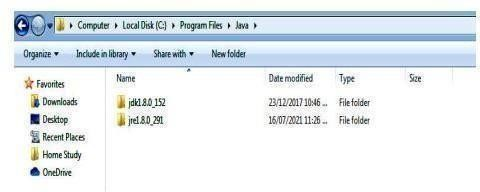 Computer ▸ Local Disk (C:) ▸ Program Files ▸ Java ▸
Organize ▾ Include in library ▾ Share with ▾ New folder
Favorites
Downloads
Desktop
Recent Places
Home Study
OneDrive
Name Date modified Type Size
jdk1.8.0_152 23/12/2017 10:46 ... File folder
jre1.8.0_291 16/07/2021 11:26 ... File folder